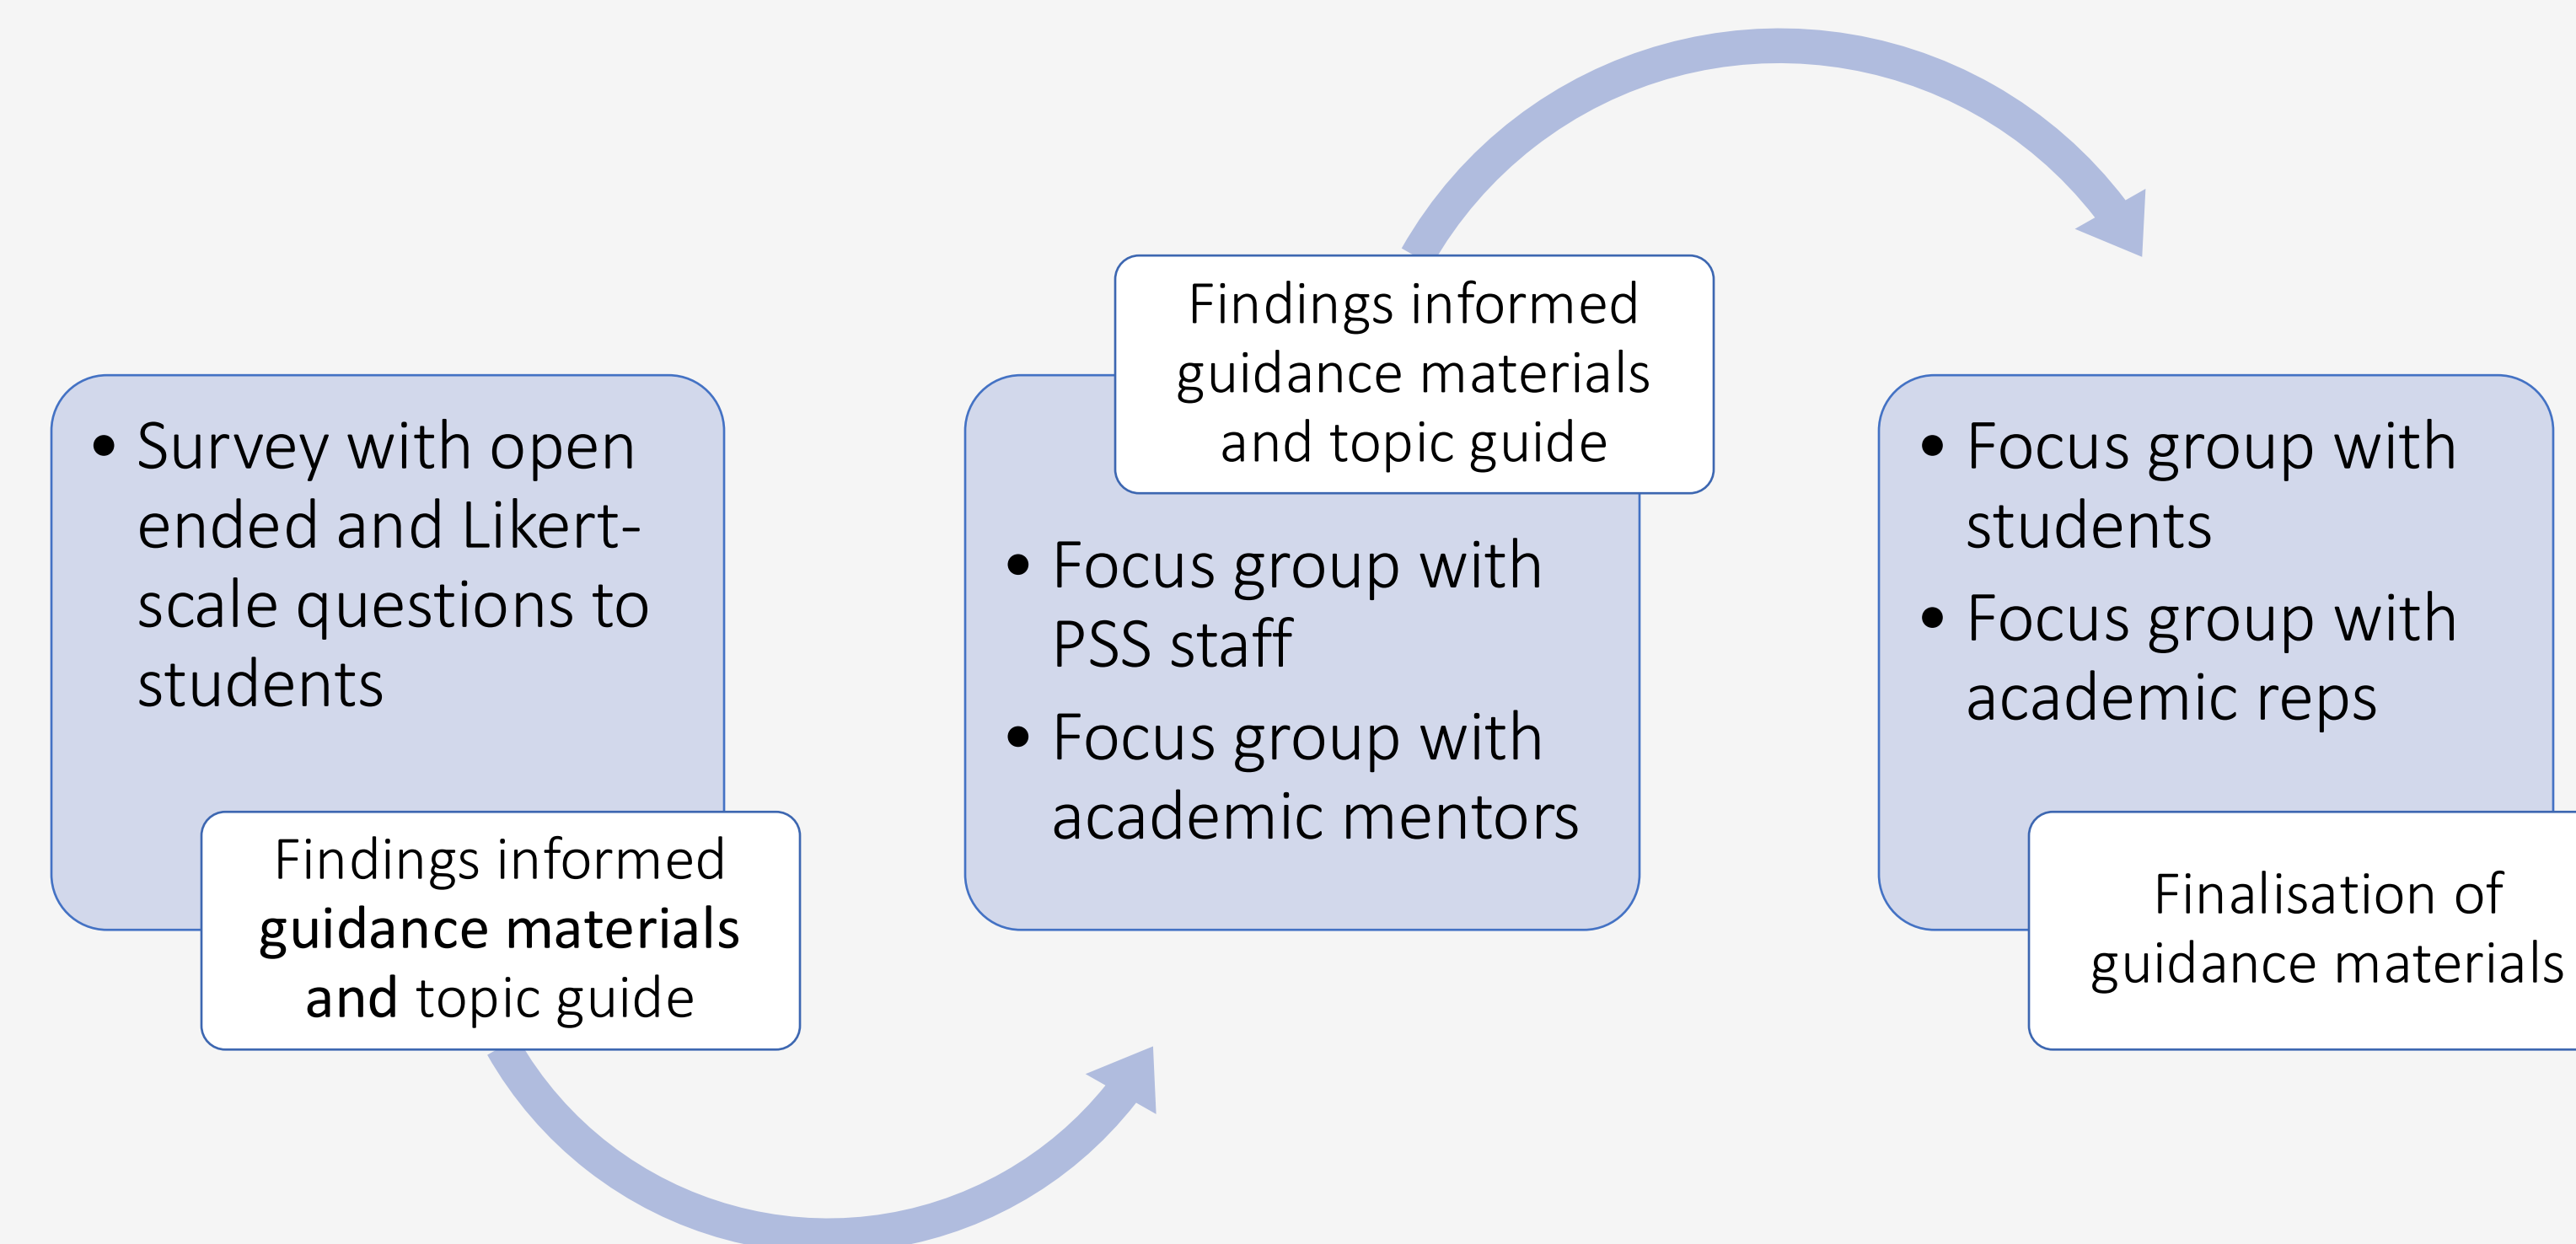 • Survey with open
ended and Likert-
scale questions to
students
Findings informed
guidance materials
and topic guide
Findings informed
guidance materials
and topic guide
• Focus group with
PSS staff
• Focus group with
academic mentors
• Focus group with
students
• Focus group with
academic reps
Finalisation of
guidance materials